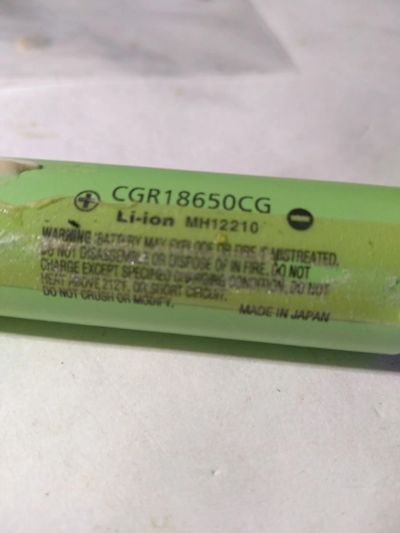 ⊕ CGR18650CG ⊖
Li-ion MH12210
WARNING: BATTERY MAY EXPLODE OR FIRE IF MISTREATED.
DO NOT DISASSEMBLE OR DISPOSE OF IN FIRE. DO NOT
CHARGE EXCEPT SPECIFIED CHARGING CONDITION. DO NOT
HEAT ABOVE 212°F, OR SHORT CIRCUIT.
DO NOT CRUSH OR MODIFY.
MADE IN JAPAN